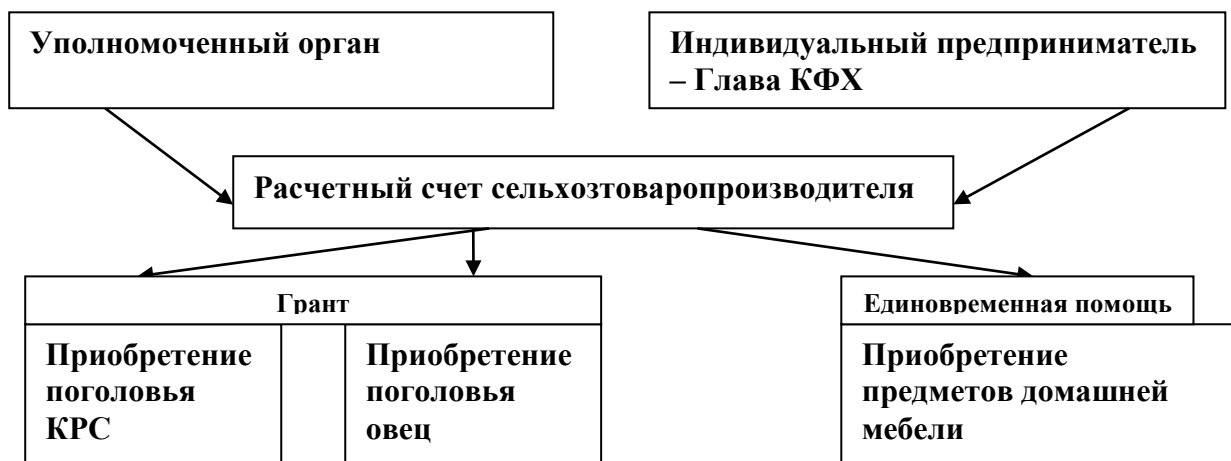 Уполномоченный орган
Индивидуальный предприниматель
– Глава КФХ
Расчетный счет сельхозтоваропроизводителя
Грант
Единовременная помощь
Приобретение
поголовья
КРС
Приобретение
поголовья
овец
Приобретение
предметов домашней
мебели